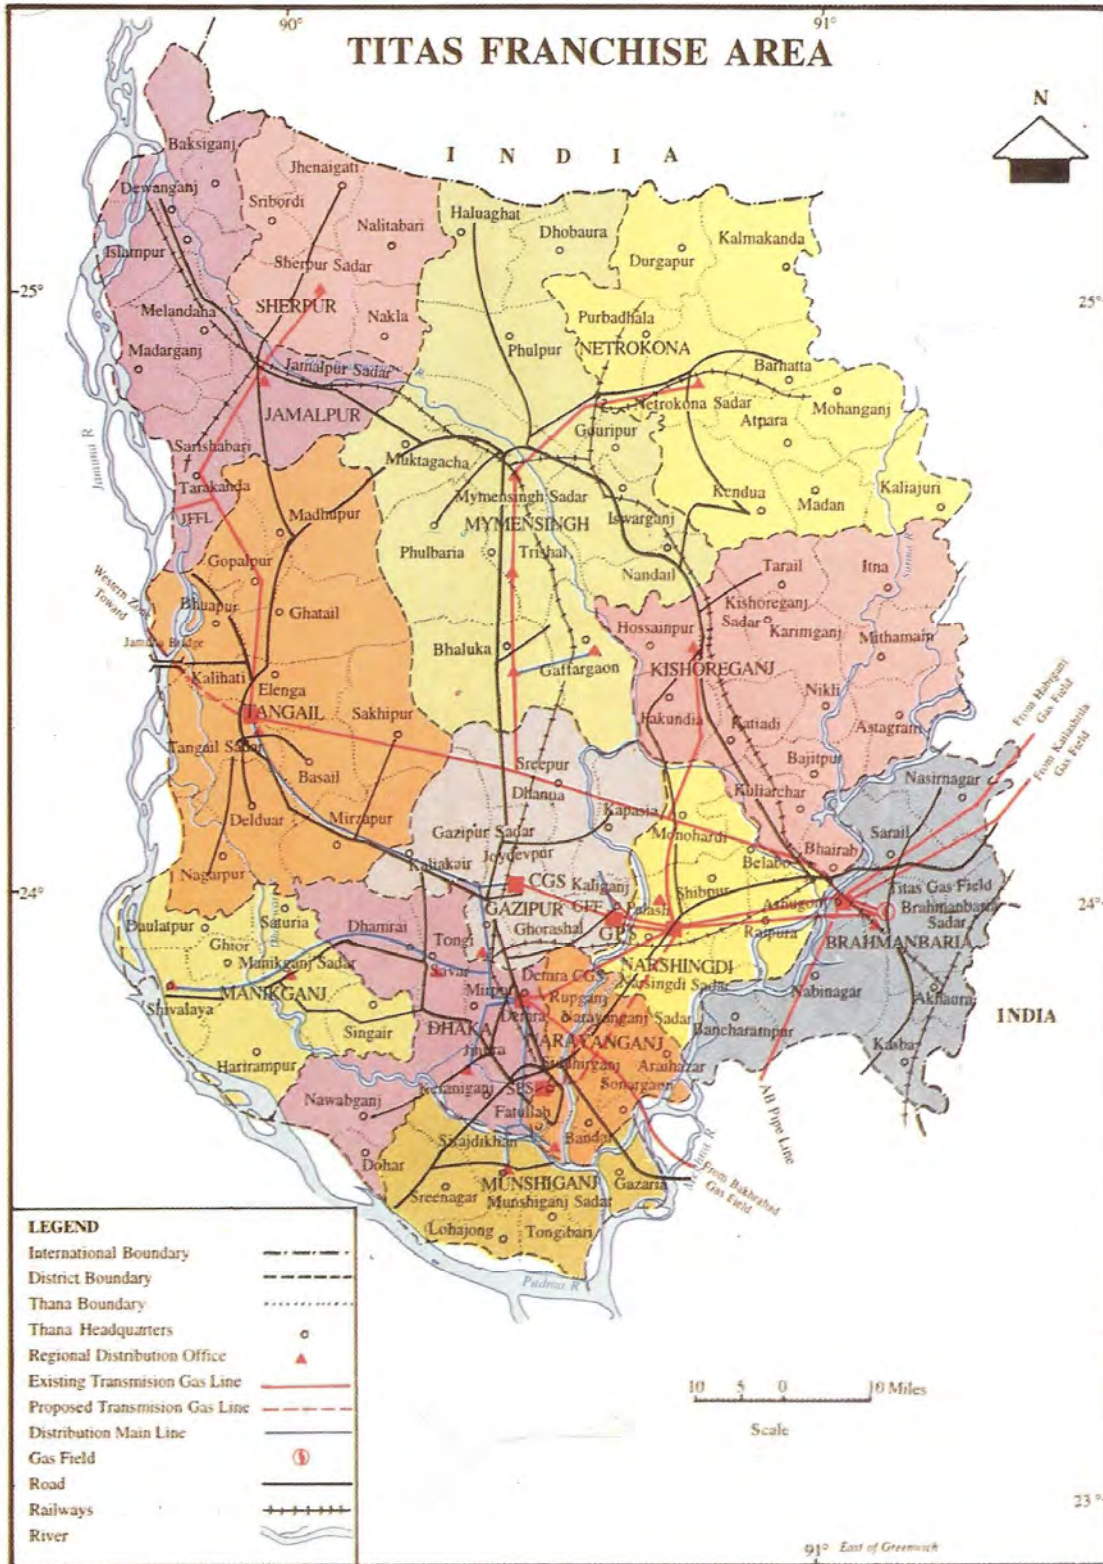 90°
91°
TITAS FRANCHISE AREA
N
I N D I A
Baksiganj
Jhenaigati
Dewanganj
Sribordi
Haluaghat
Nalitabari
Dhobaura
Kalmakanda
Durgapur
Islampur
Sherpur Sadar
25°
25°
SHERPUR
Melandaha
Nakla
Purbadhala
Phulpur
NETROKONA
Madarganj
Jamalpur Sadar
Barhatta
JAMALPUR
Netrokona Sadar
Mohanganj
Atpara
Gouripur
Jamuna R
Sarishabari
Muktagacha
Tarakanda
Mymensingh Sadar
Kendua
Kaliajuri
Madan
JFFL
Madhupur
MYMENSINGH
Iswarganj
Phulbaria
Trishal
Gopalpur
Nandail
Tarail
Itna
Surma R
Western Zone
Toward
Bhuapur
Ghatail
Kishoreganj
Sadar
Hossainpur
Karimganj
Mithamain
Jamuna Bridge
Bhaluka
Gaffargaon
KISHOREGANJ
Kalihati
Elenga
Nikli
From Habiganj
Gas Field
TANGAIL
Sakhipur
Hakundia
Katiadi
Astagram
From Kailashtila
Gas Field
Tangail Sadar
Basail
Sreepur
Bajitpur
Nasirnagar
Dhanua
Kuliarchar
Delduar
Mirzapur
Gazipur Sadar
Kapasia
Monohardi
Sarail
Joydevpur
Belabo
Bhairab
Nagarpur
Kaliakair
CGS
Kaliganj
Shibpur
Titas Gas Field
24°
24°
GAZIPUR
Palash
Ashugonj
Brahmanbaria
Sadar
Daulatpur
Saturia
Dhamrai
Ghorashal
GPS
Raipura
BRAHMANBARIA
Ghior
Tongi
NARSHINGDI
Manikganj Sadar
Savar
Demra CGS
Narsingdi Sadar
Nabinagar
Akhaura
Shivalaya
MANIKGANJ
Mirpur
Rupganj
Demra
Narayanganj Sadar
Bancharampur
INDIA
Singair
DHAKA
NARAYANGANJ
Kasba
Harirampur
Jinjira
Sidhirganj
Araihazar
Keraniganj
SPS
Sonargaon
Nawabganj
Fatullah
AB Pipe Line
Sirajdikhan
Bandar
Meghna R
Dohar
From Bakhrabad
Gas Field
MUNSHIGANJ
Gazaria
Sreenagar
Munshiganj Sadar
Lohajong
Tongibari
Padma R
LEGEND
International Boundary
District Boundary
Thana Boundary
Thana Headquarters
Regional Distribution Office
Existing Transmision Gas Line
Proposed Transmision Gas Line
Distribution Main Line
Gas Field
Road
Railways
River
10 5 0 10 Miles
Scale
23°
91° East of Greenwich